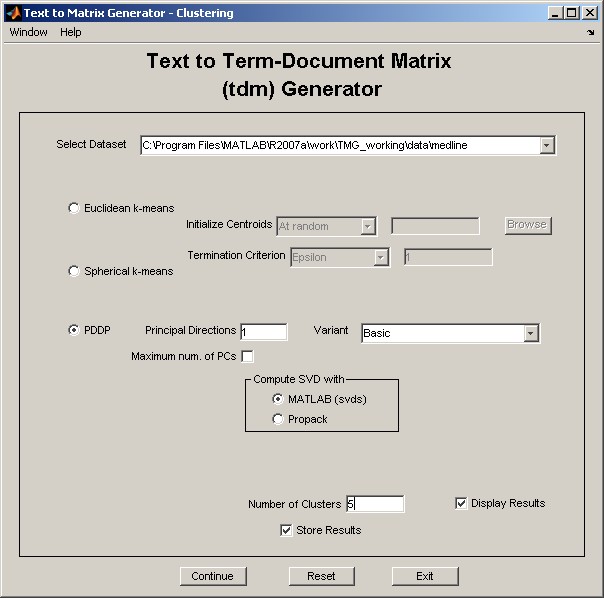 Text to Matrix Generator - Clustering
Window Help
Text to Term-Document Matrix
(tdm) Generator
Select Dataset C:\Program Files\MATLAB\R2007a\work\TMG_working\data\medline
Euclidean k-means
Initialize Centroids At random Browse
Termination Criterion Epsilon 1
Spherical k-means
PDDP Principal Directions 1 Variant Basic
Maximum num. of PCs
Compute SVD with
MATLAB (svds)
Propack
Number of Clusters 5 Display Results
Store Results
Continue Reset Exit